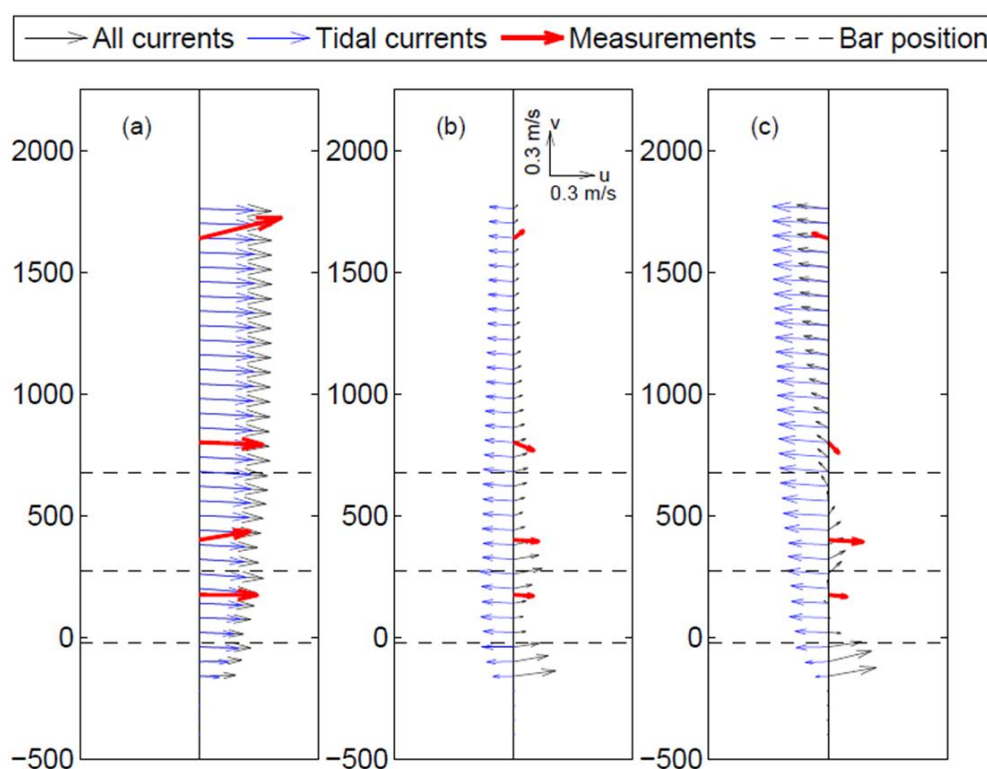 All currents Tidal currents Measurements Bar position
(a) (b) (c)
v
0.3 m/s
u
0.3 m/s
2000 2000 2000
1500 1500 1500
1000 1000 1000
500 500 500
0 0 0
−500 −500 −500